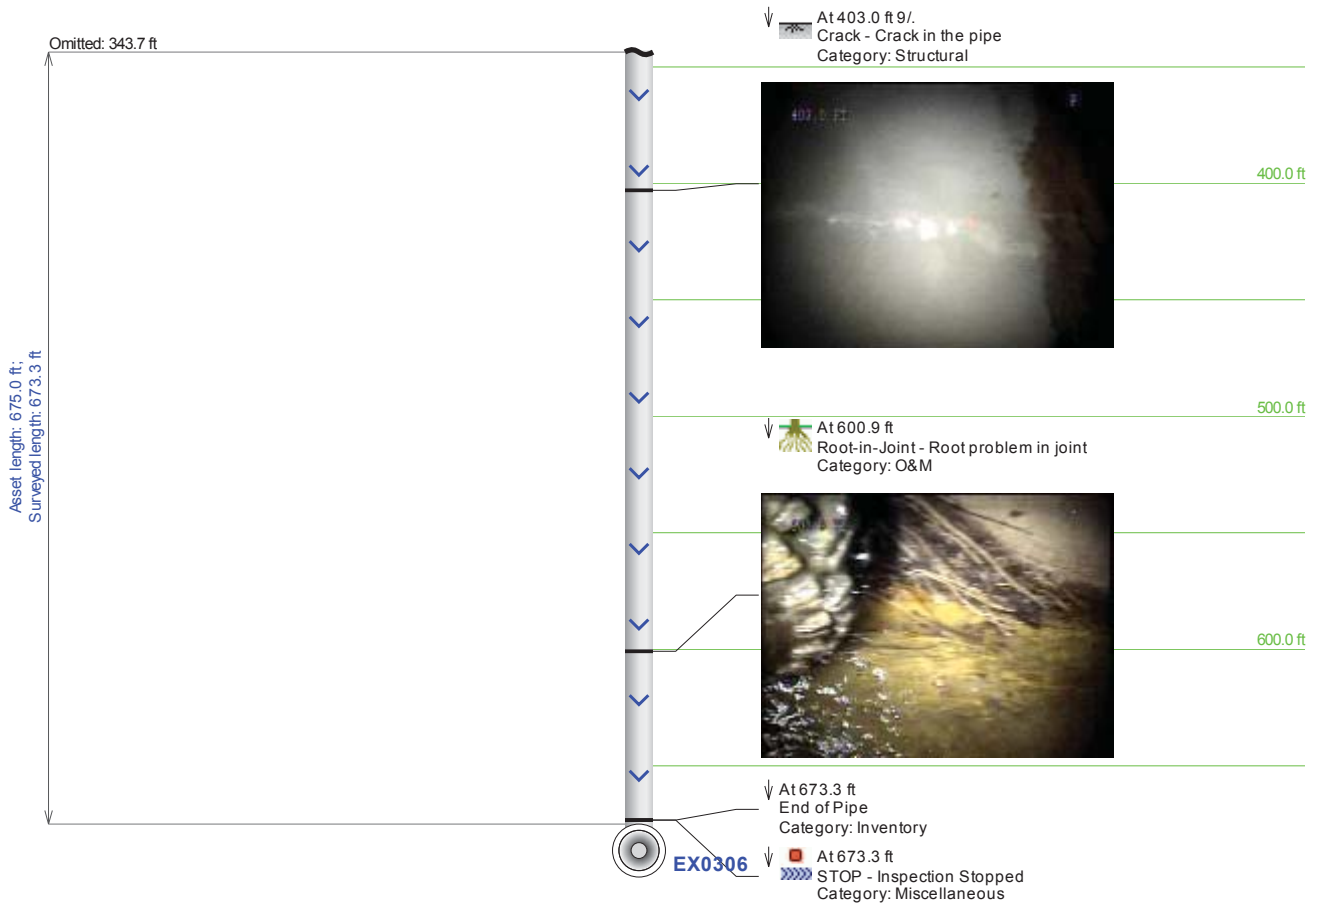 At 403.0 ft 9/.
Crack - Crack in the pipe
Category: Structural
Omitted: 343.7 ft
403.0 FT
400.0 ft
Asset length: 675.0 ft;
Surveyed length: 673.3 ft
500.0 ft
At 600.9 ft
Root-in-Joint - Root problem in joint
Category: O&M
600.0 ft
At 673.3 ft
End of Pipe
Category: Inventory
EX0306
At 673.3 ft
STOP - Inspection Stopped
Category: Miscellaneous